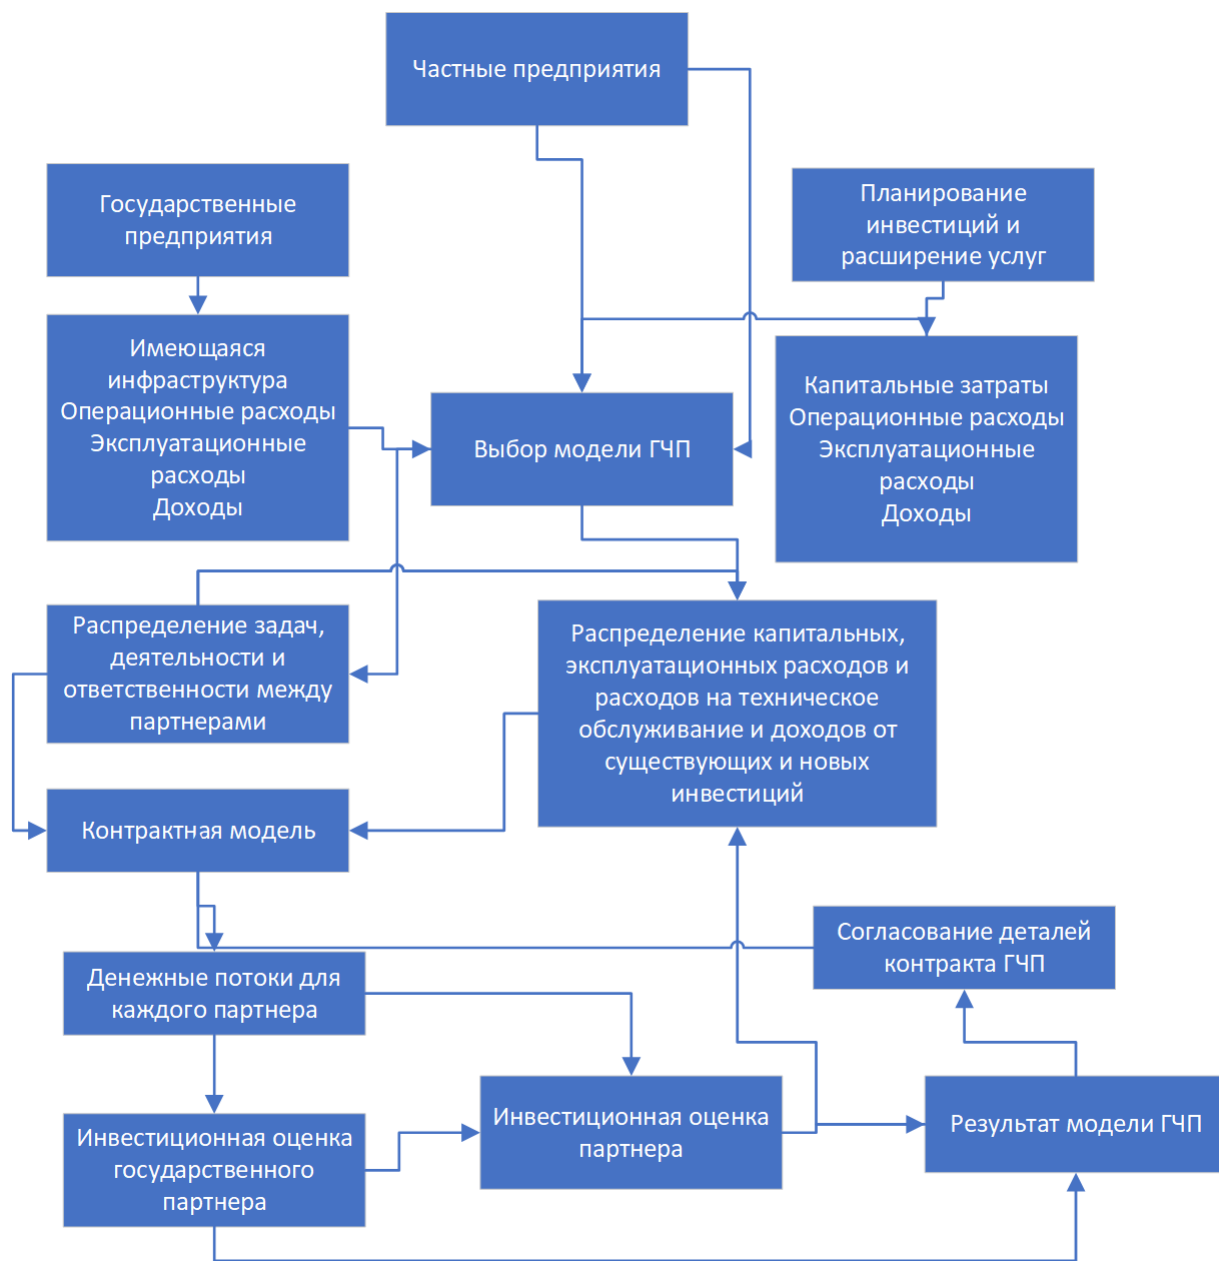 Частные предприятия
Государственные
предприятия
Планирование
инвестиций и
расширение услуг
Имеющаяся
инфраструктура
Операционные расходы
Эксплуатационные
расходы
Доходы
Выбор модели ГЧП
Капитальные затраты
Операционные расходы
Эксплуатационные
расходы
Доходы
Распределение задач,
деятельности и
ответственности между
партнерами
Распределение капитальных,
эксплуатационных расходов и
расходов на техническое
обслуживание и доходов от
существующих и новых
инвестиций
Контрактная модель
Согласование деталей
контракта ГЧП
Денежные потоки для
каждого партнера
Инвестиционная оценка
государственного
партнера
Инвестиционная оценка
партнера
Результат модели ГЧП